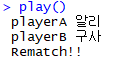 > play()
playerA 알리
playerB 구사
Rematch!!